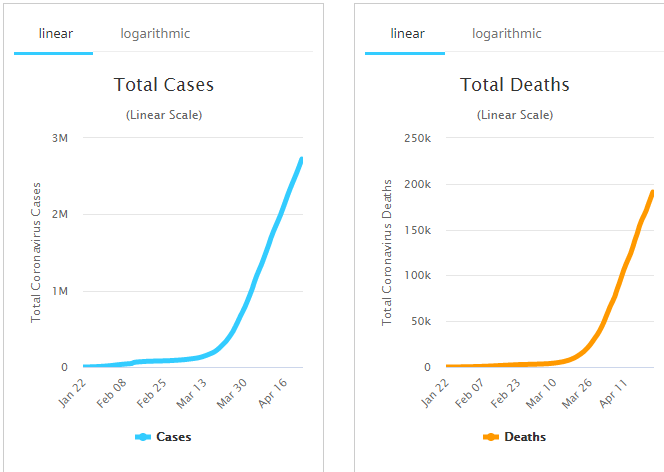 linear
logarithmic
Total Cases
(Linear Scale)
Total Coronavirus Cases
3M
2M
1M
0
Jan 22
Feb 08
Feb 25
Mar 13
Mar 30
Apr 16
Cases
linear
logarithmic
Total Deaths
(Linear Scale)
Total Coronavirus Deaths
250k
200k
150k
100k
50k
0
Jan 22
Feb 07
Feb 23
Mar 10
Mar 26
Apr 11
Deaths